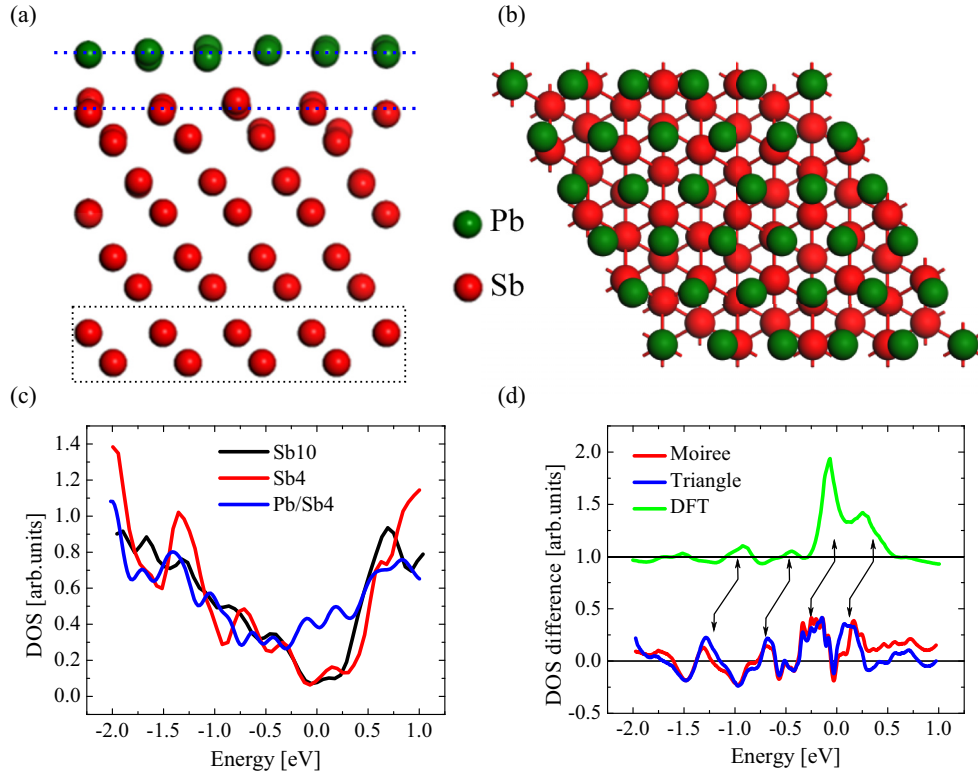 (a)
(b)
Pb
Sb
(c)
(d)
DOS [arb.units]
1.4
1.2
1.0
0.8
0.6
0.4
0.2
0.0
Sb10
Sb4
Pb/Sb4
-2.0 -1.5 -1.0 -0.5 0.0 0.5 1.0
Energy [eV]
DOS difference [arb.units]
2.0
1.5
1.0
0.5
0.0
-0.5
Moiree
Triangle
DFT
-2.0 -1.5 -1.0 -0.5 0.0 0.5 1.0
Energy [eV]